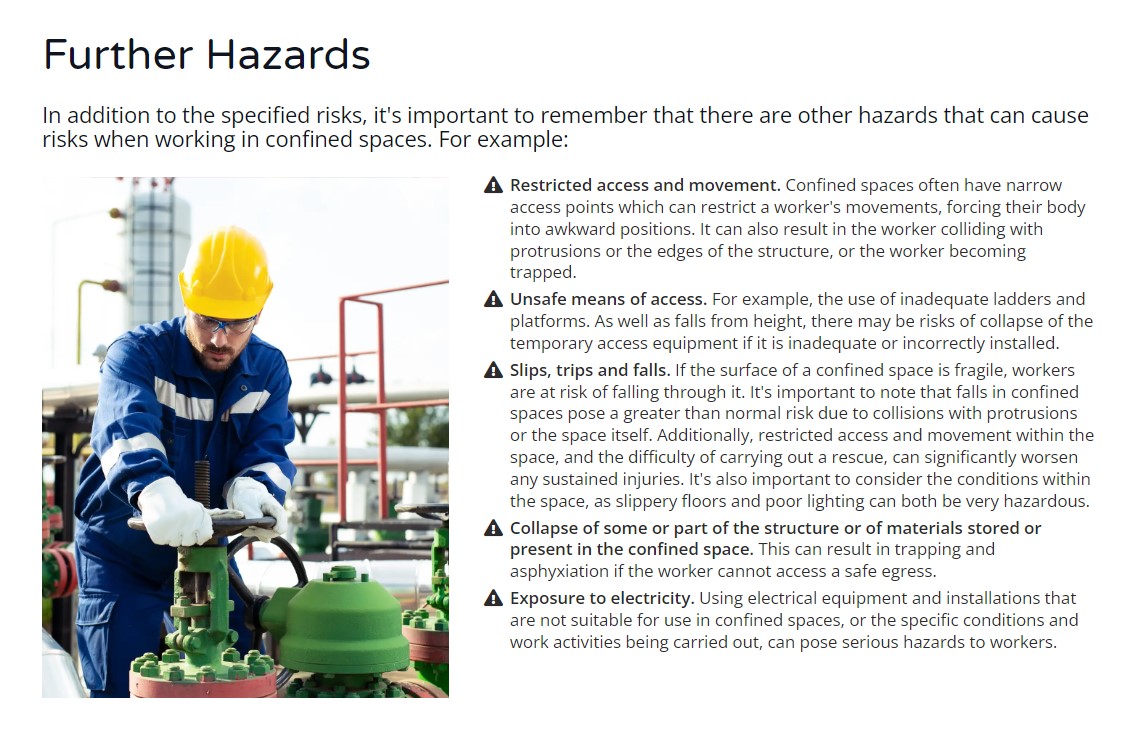 Further Hazards
In addition to the specified risks, it's important to remember that there are other hazards that can cause
risks when working in confined spaces. For example:
Restricted access and movement. Confined spaces often have narrow
access points which can restrict a worker's movements, forcing their body
into awkward positions. It can also result in the worker colliding with
protrusions or the edges of the structure, or the worker becoming
trapped.
Unsafe means of access. For example, the use of inadequate ladders and
platforms. As well as falls from height, there may be risks of collapse of the
temporary access equipment if it is inadequate or incorrectly installed.
Slips, trips and falls. If the surface of a confined space is fragile, workers
are at risk of falling through it. It's important to note that falls in confined
spaces pose a greater than normal risk due to collisions with protrusions
or the space itself. Additionally, restricted access and movement within the
space, and the difficulty of carrying out a rescue, can significantly worsen
any sustained injuries. It's also important to consider the conditions within
the space, as slippery floors and poor lighting can both be very hazardous.
Collapse of some or part of the structure or of materials stored or
present in the confined space. This can result in trapping and
asphyxiation if the worker cannot access a safe egress.
Exposure to electricity. Using electrical equipment and installations that
are not suitable for use in confined spaces, or the specific conditions and
work activities being carried out, can pose serious hazards to workers.